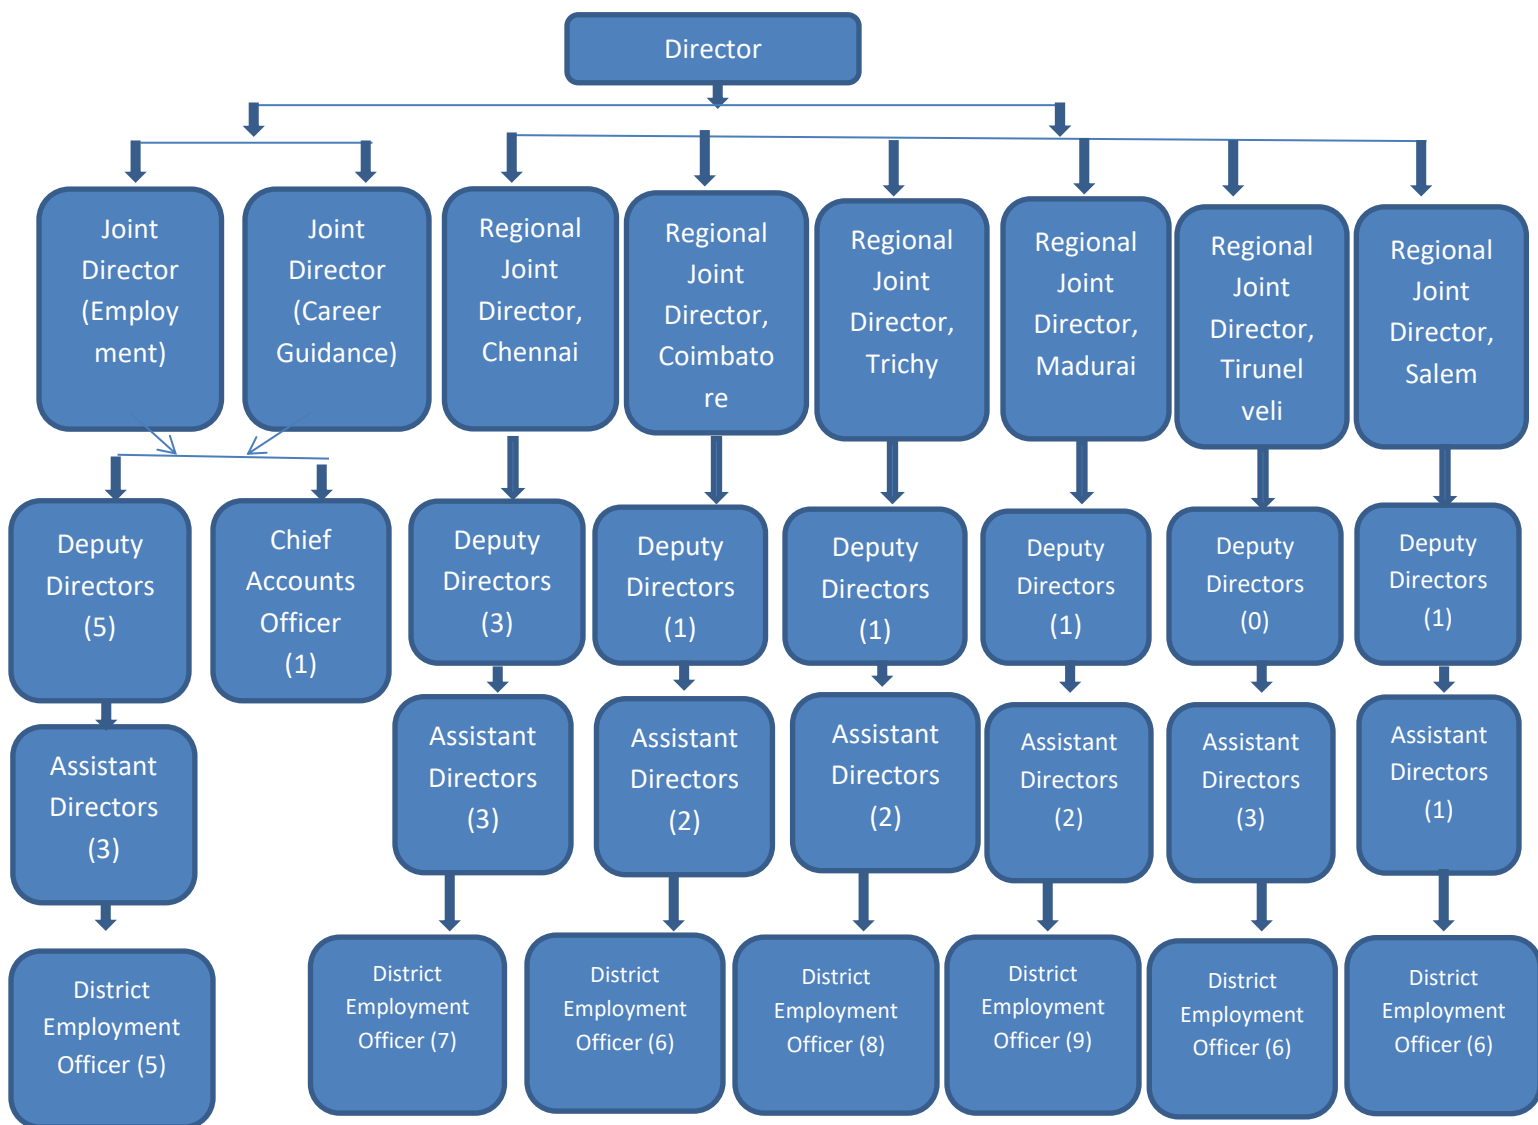 Director
Joint
Director
(Employ
ment)
Joint
Director
(Career
Guidance)
Regional
Joint
Director,
Chennai
Regional
Joint
Director,
Coimbato
re
Regional
Joint
Director,
Trichy
Regional
Joint
Director,
Madurai
Regional
Joint
Director,
Tirunel
veli
Regional
Joint
Director,
Salem
Deputy
Directors
(5)
Chief
Accounts
Officer
(1)
Deputy
Directors
(3)
Deputy
Directors
(1)
Deputy
Directors
(1)
Deputy
Directors
(1)
Deputy
Directors
(0)
Deputy
Directors
(1)
Assistant
Directors
(3)
Assistant
Directors
(3)
Assistant
Directors
(2)
Assistant
Directors
(2)
Assistant
Directors
(2)
Assistant
Directors
(3)
Assistant
Directors
(1)
District
Employment
Officer (5)
District
Employment
Officer (7)
District
Employment
Officer (6)
District
Employment
Officer (8)
District
Employment
Officer (9)
District
Employment
Officer (6)
District
Employment
Officer (6)